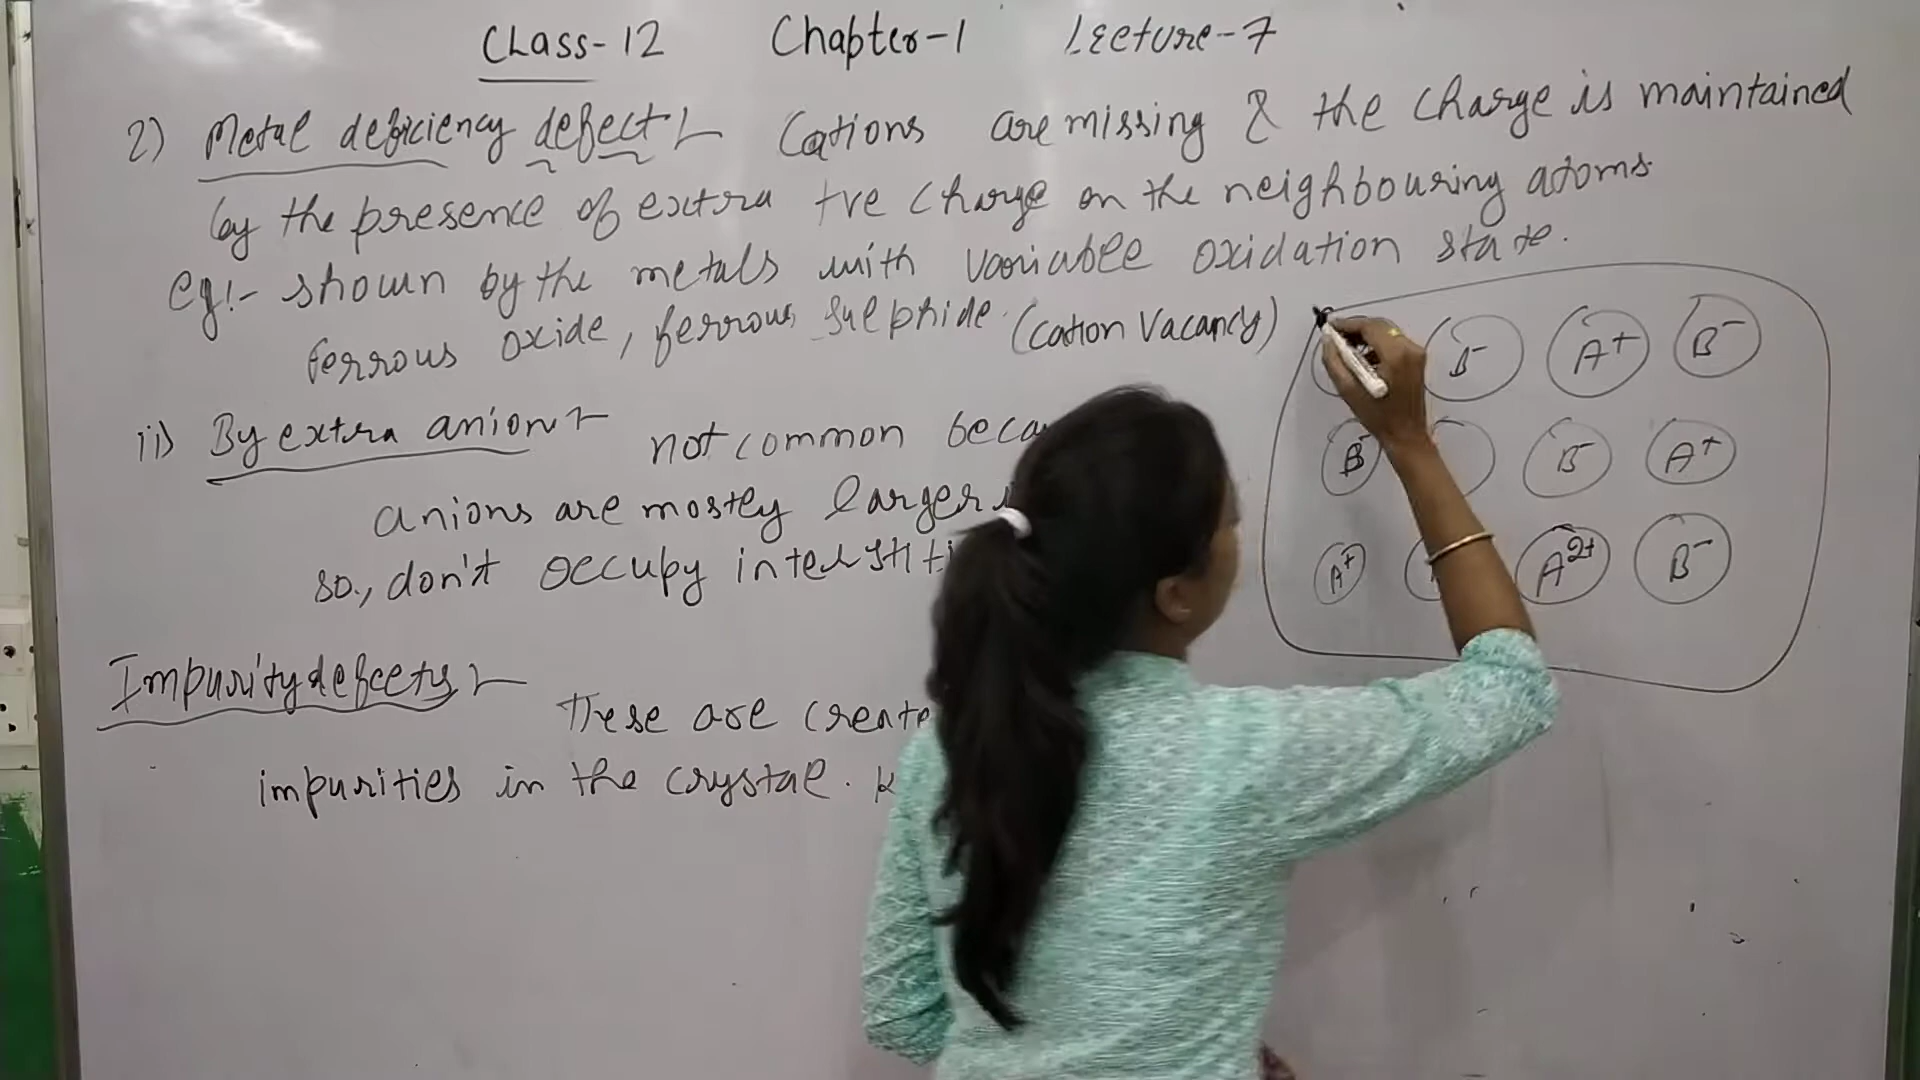 Class-12 Chapter-1 Lecture-7
2) Metal deficiency defect :- Cations are missing & the charge is maintained
by the presence of extra +ve charge on the neighbouring atoms.
eg:- shown by the metals with variable oxidation state.
ferrous oxide, ferrous sulphide. (cation vacancy)
ii) By extra anion :- not common
anions are mostly larger
so, don't occupy
Impurity defects :- These are
impurities in the crystal.
B- A+ B-
B- B- A+
A+ A2+ B-